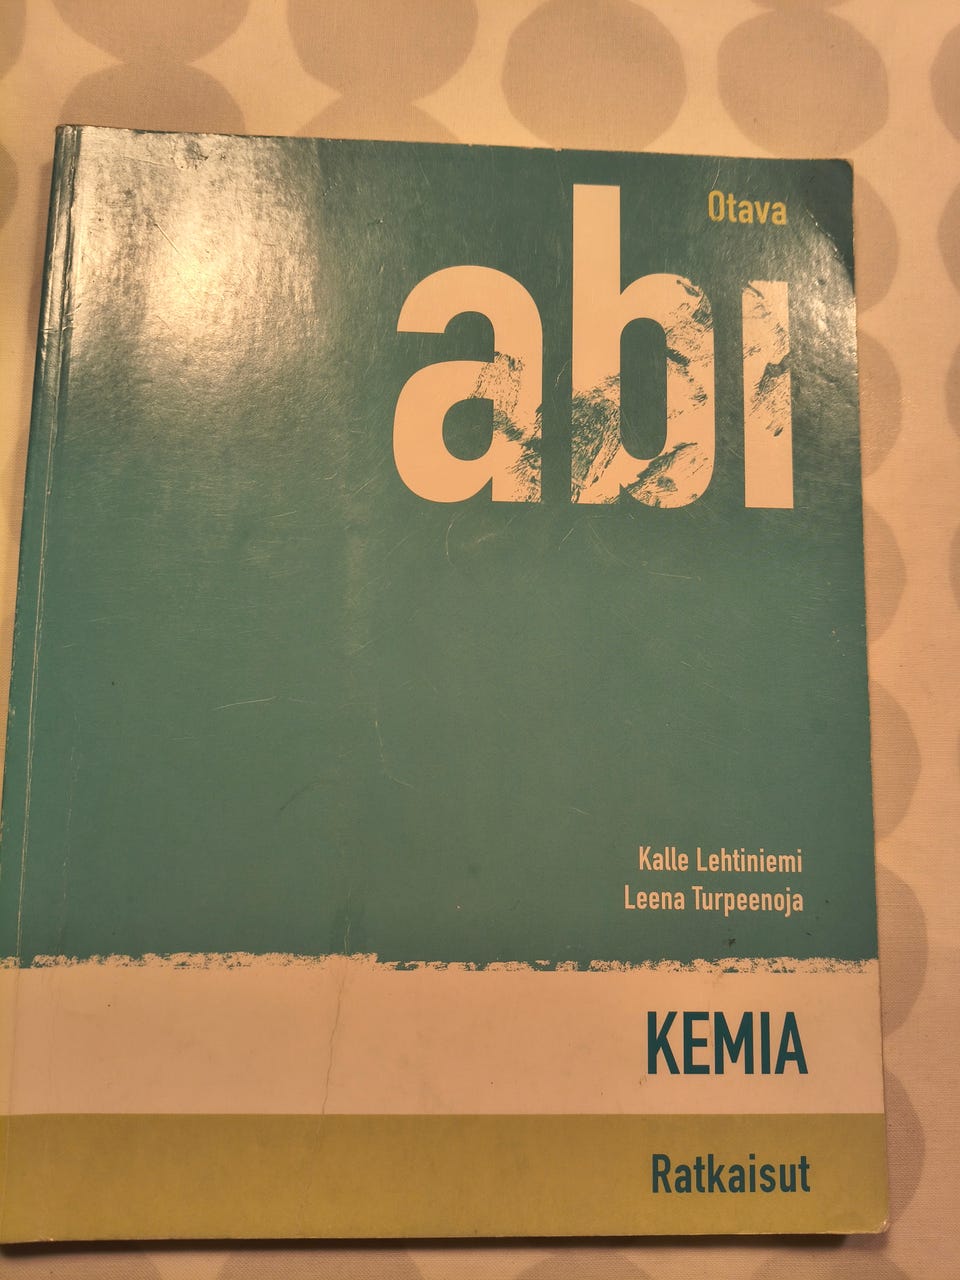 Otava
abi
Kalle Lehtiniemi
Leena Turpeenoja
KEMIA
Ratkaisut